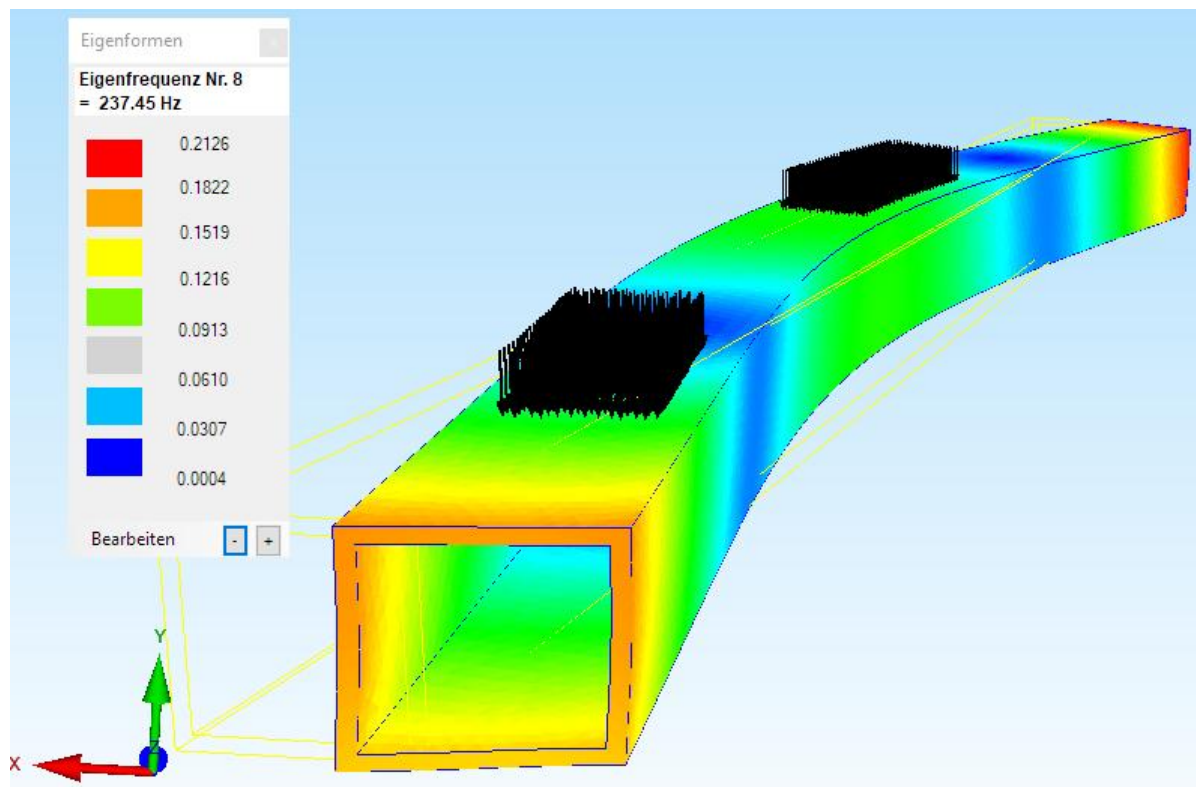 Eigenformen
Eigenfrequenz Nr. 8
= 237.45 Hz
0.2126
0.1822
0.1519
0.1216
0.0913
0.0610
0.0307
0.0004
Bearbeiten - +
Y
X